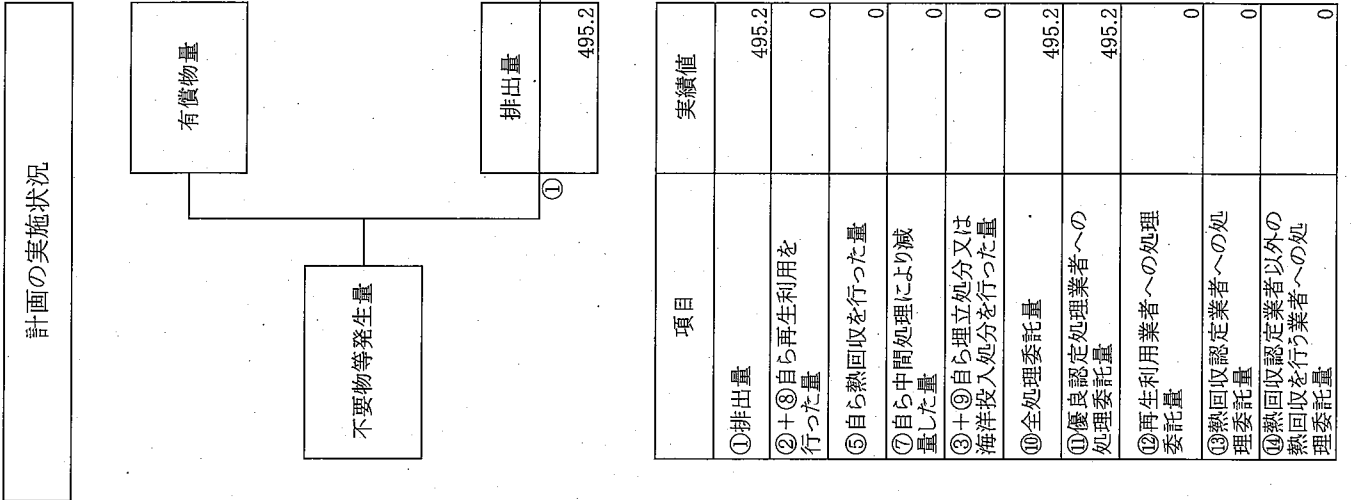 計画の実施状況
有償物量
不要物等発生量
排出量
①
495.2
項目
実績値
①排出量
495.2
②+⑧自ら再生利用を
行った量
0
⑤自ら熱回収を行った量
0
⑦自ら中間処理により減
量した量
0
③+⑨自ら埋立処分又は
海洋投入処分を行った量
0
⑩全処理委託量
495.2
⑪優良認定処理業者への
処理委託量
495.2
⑫再生利用業者への処理
委託量
0
⑬熱回収認定業者への処
理委託量
0
⑭熱回収認定業者以外の
熱回収を行う業者への処
理委託量
0